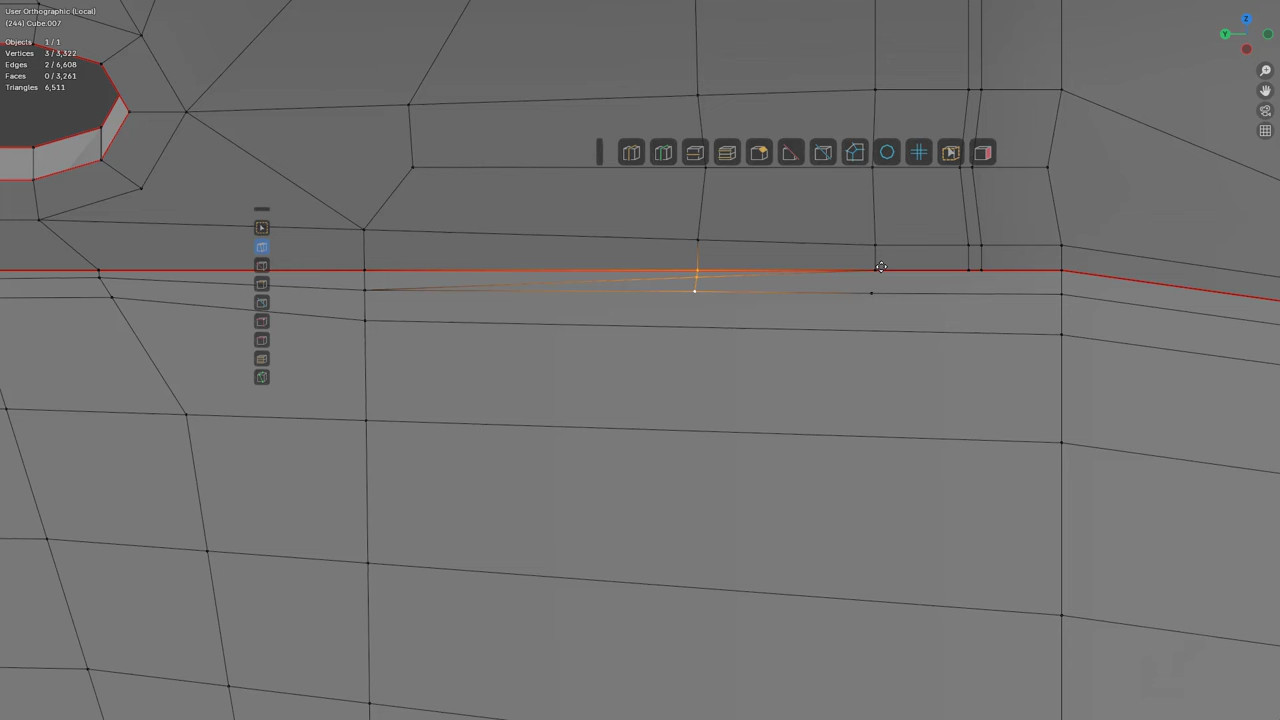 User Orthographic (Local)
(244) Cube.007
Objects 1/1
Vertices 3/3,322
Edges 2/6,608
Faces 0/3,261
Triangles 6,511
Z
Y